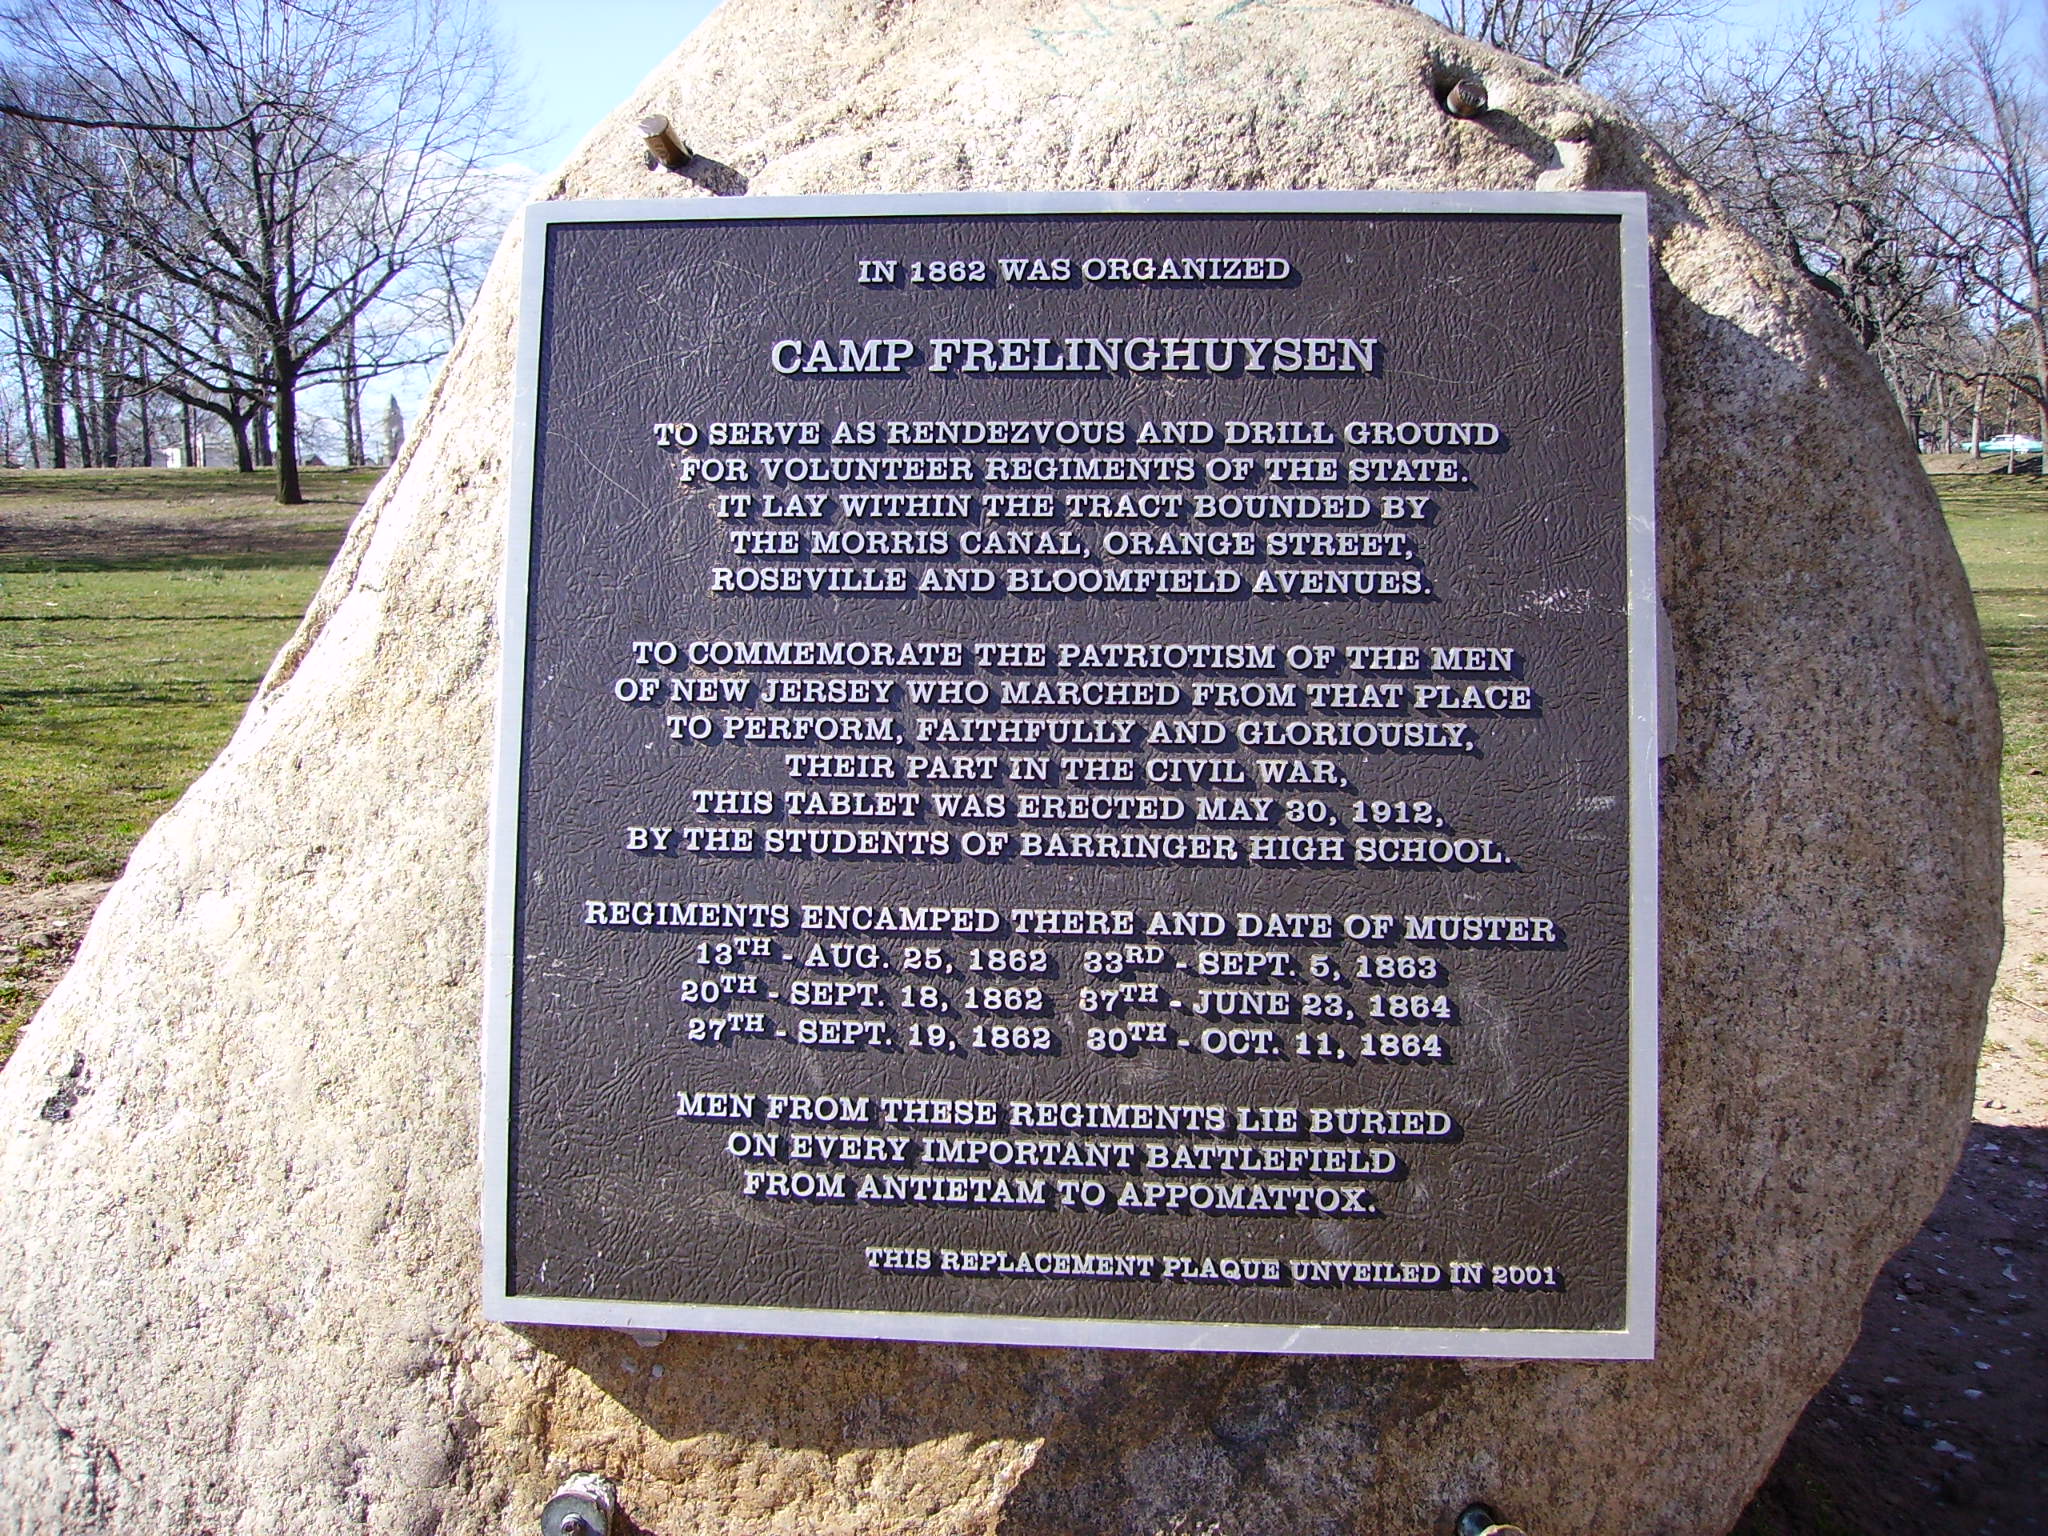 IN 1862 WAS ORGANIZED
CAMP FRELINGHUYSEN
TO SERVE AS RENDEZVOUS AND DRILL GROUND
FOR VOLUNTEER REGIMENTS OF THE STATE.
IT LAY WITHIN THE TRACT BOUNDED BY
THE MORRIS CANAL, ORANGE STREET,
ROSEVILLE AND BLOOMFIELD AVENUES.
TO COMMEMORATE THE PATRIOTISM OF THE MEN
OF NEW JERSEY WHO MARCHED FROM THAT PLACE
TO PERFORM, FAITHFULLY AND GLORIOUSLY,
THEIR PART IN THE CIVIL WAR,
THIS TABLET WAS ERECTED MAY 30, 1912,
BY THE STUDENTS OF BARRINGER HIGH SCHOOL.
REGIMENTS ENCAMPED THERE AND DATE OF MUSTER
13TH - AUG. 25, 1862 33RD - SEPT. 5, 1863
20TH - SEPT. 18, 1862 37TH - JUNE 23, 1864
27TH - SEPT. 19, 1862 30TH - OCT. 11, 1864
MEN FROM THESE REGIMENTS LIE BURIED
ON EVERY IMPORTANT BATTLEFIELD
FROM ANTIETAM TO APPOMATTOX.
THIS REPLACEMENT PLAQUE UNVEILED IN 2001